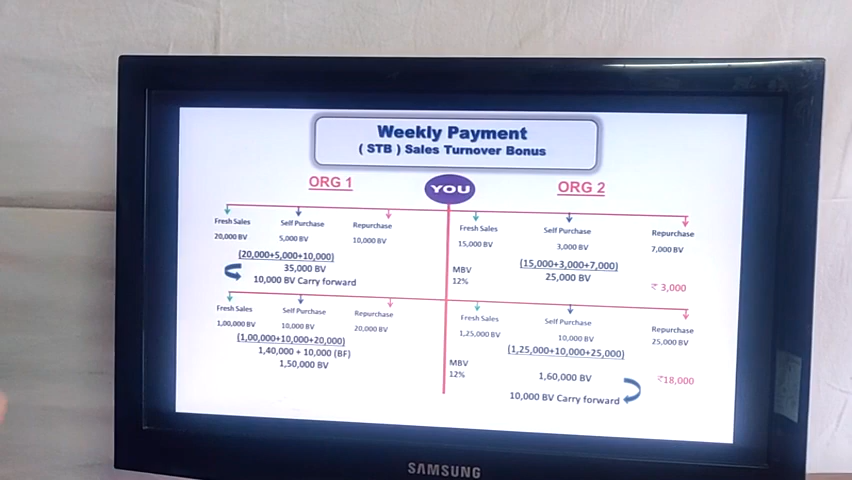 Weekly Payment
( STB ) Sales Turnover Bonus
ORG 1
YOU
ORG 2
Fresh Sales
Self Purchase
Repurchase
20,000 BV
5,000 BV
10,000 BV
(20,000+5,000+10,000)
35,000 BV
10,000 BV Carry forward
Fresh Sales
Self Purchase
Repurchase
15,000 BV
3,000 BV
7,000 BV
MBV
12%
(15,000+3,000+7,000)
25,000 BV
₹ 3,000
Fresh Sales
Self Purchase
Repurchase
1,00,000 BV
10,000 BV
20,000 BV
(1,00,000+10,000+20,000)
1,40,000 + 10,000 (BF)
1,50,000 BV
Fresh Sales
Self Purchase
Repurchase
1,25,000 BV
10,000 BV
25,000 BV
MBV
12%
(1,25,000+10,000+25,000)
1,60,000 BV
₹18,000
10,000 BV Carry forward
SAMSUNG